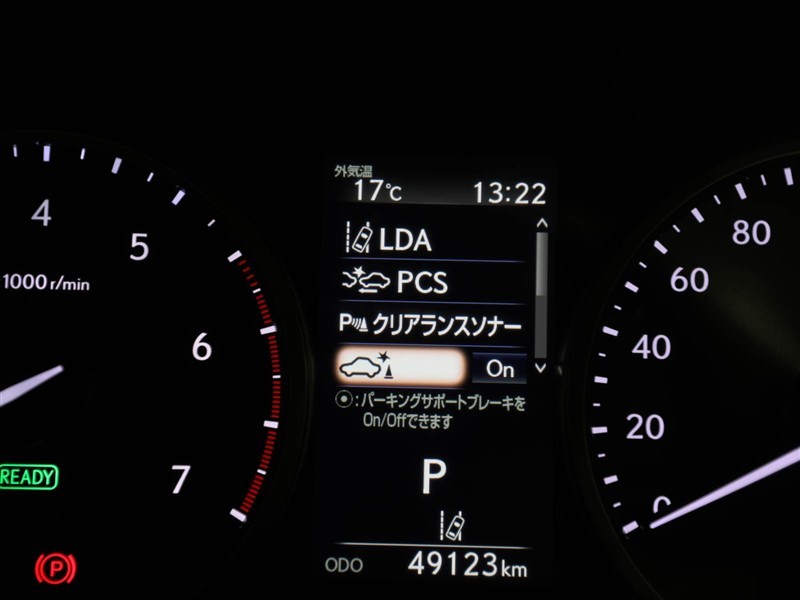 外気温
17℃ 13:22
LDA
PCS
P クリアランスソナー
On
:パーキングサポートブレーキを
On/Offできます
P
ODO 49123km
4
5
1000 r/min
6
7
READY
P
80
60
40
20
0